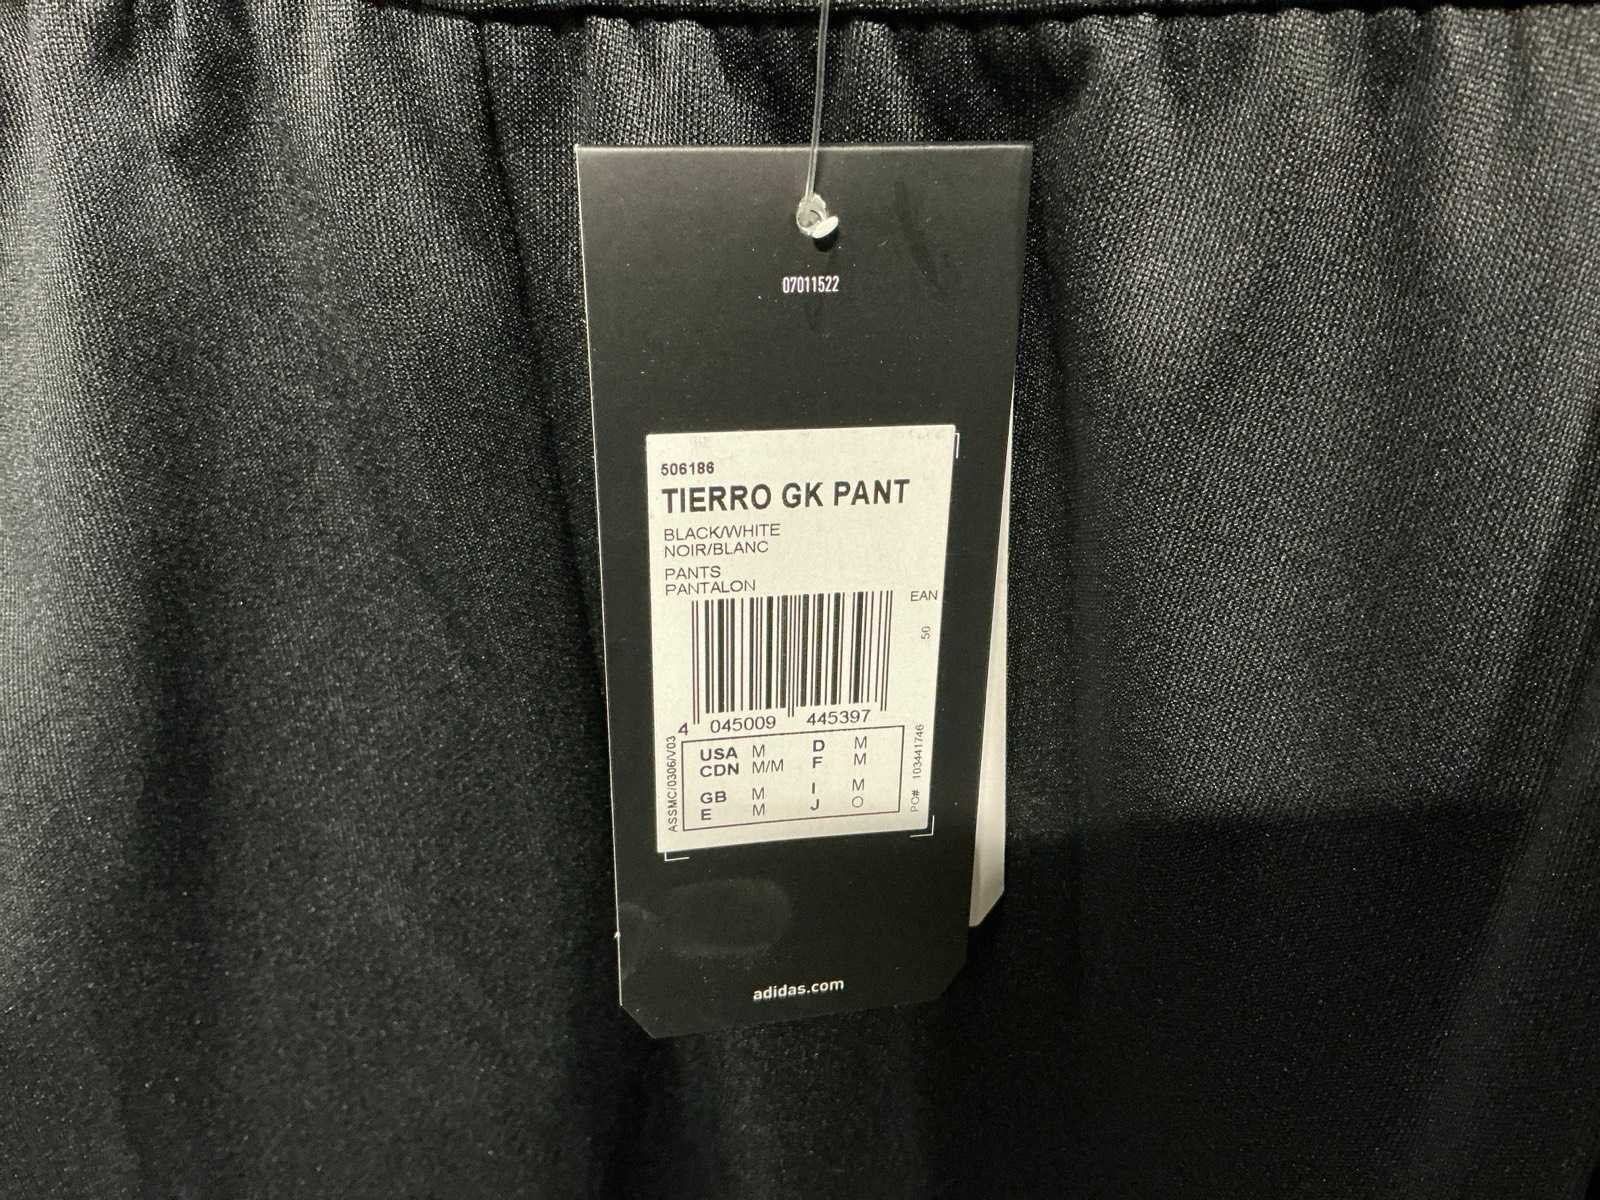 07011522
506186
TIERRO GK PANT
BLACK/WHITE
NOIR/BLANC
PANTS
PANTALON
EAN
50
4 045009 445397
USA M D M
CDN M/M F M
GB M I M
E M J O
ASSMC/0306/V03
PO# 103441746
adidas.com